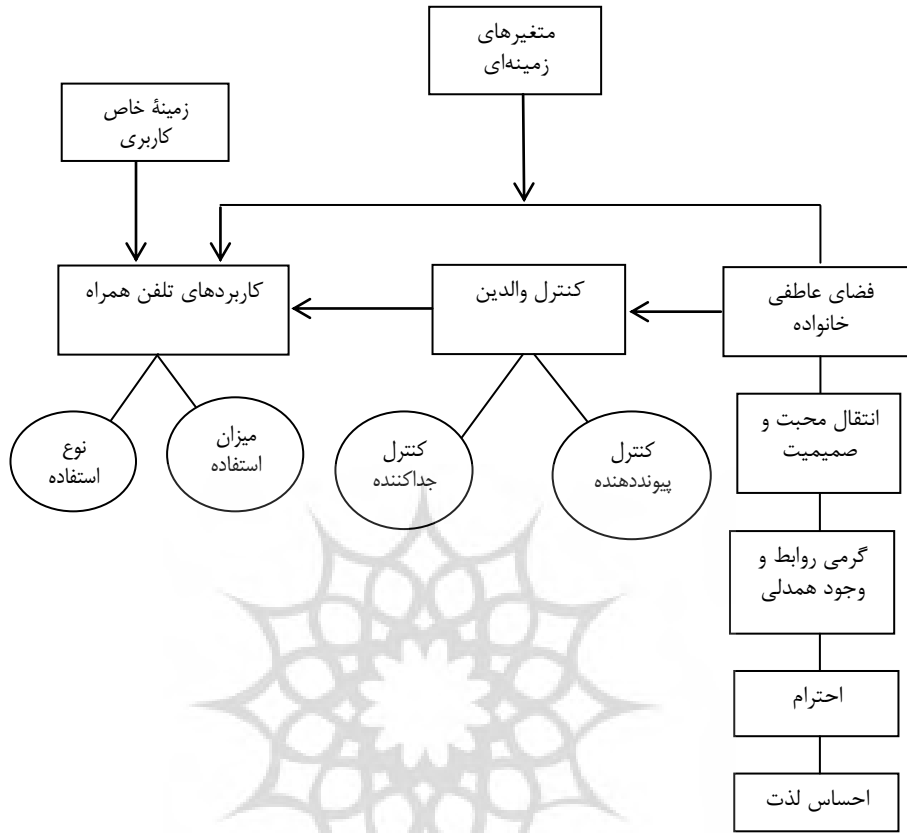 متغیرهای
زمینه‌ای
زمینهٔ خاص
کاربری
فضای عاطفی
خانواده
کنترل والدین
کاربردهای تلفن همراه
انتقال محبت و
صمیمیت
کنترل
پیونددهنده
کنترل
جداکننده
میزان
استفاده
نوع
استفاده
گرمی روابط و
وجود همدلی
احترام
احساس لذت